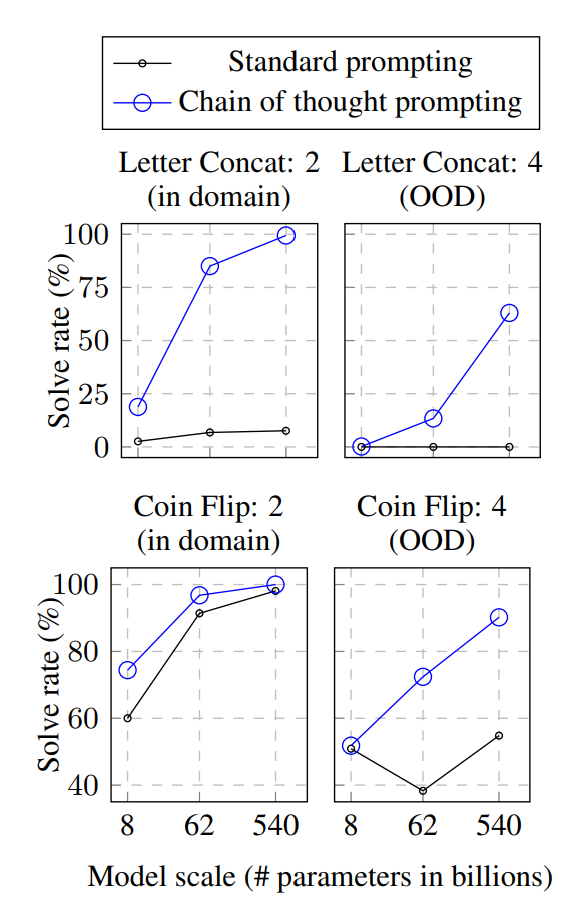 Standard prompting
Chain of thought prompting
Letter Concat: 2
(in domain)
Letter Concat: 4
(OOD)
Solve rate (%)
100
75
50
25
0
Coin Flip: 2
(in domain)
Coin Flip: 4
(OOD)
Solve rate (%)
100
80
60
40
8 62 540
8 62 540
Model scale (# parameters in billions)